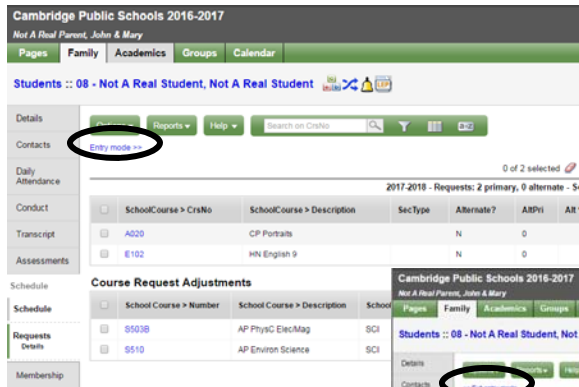 Cambridge Public Schools 2016-2017
Not A Real Parent, John & Mary
Pages Family Academics Groups Calendar
Students :: 08 - Not A Real Student, Not A Real Student
Details
Reports Help Search on CrsNo a-z
Contacts
Entry mode >>
Daily
Attendance
0 of 2 selected
2017-2018 - Requests: 2 primary, 0 alternate - S
Conduct
SchoolCourse > CrsNo SchoolCourse > Description SecType Alternate? AltPri Alt
Transcript
A020 CP Portraits N 0
Assessments
E102 HN English 9 N 0
Schedule
Course Request Adjustments
Schedule
School Course > Number School Course > Description School
Requests
Details
S503B AP PhysC Elec/Mag SCI
S510 AP Environ Science SCI
Membership
Cambridge Public Schools 2016-2017
Not A Real Parent, John & Mary
Pages Family Academics Groups
Students :: 08 - Not A Real Student, Not
Details
Contacts